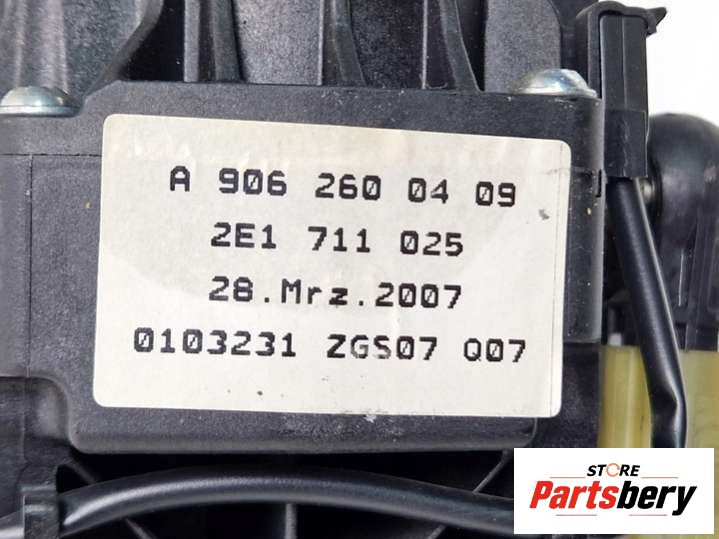 A 906 260 04 09
2E1 711 025
28.Mrz.2007
0103231 ZGS07 Q07
STORE
Partsbery